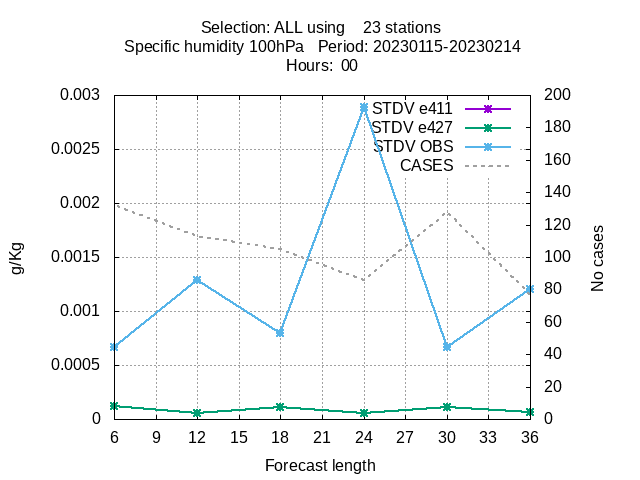 Selection: ALL using    23 stations
Specific humidity 100hPa   Period: 20230115-20230214
Hours:  00
0.003
0.0025
0.002
0.0015
0.001
0.0005
0
200
180
160
140
120
100
80
60
40
20
0
STDV e411
STDV e427
STDV OBS
CASES
g/Kg
No cases
6 9 12 15 18 21 24 27 30 33 36
Forecast length